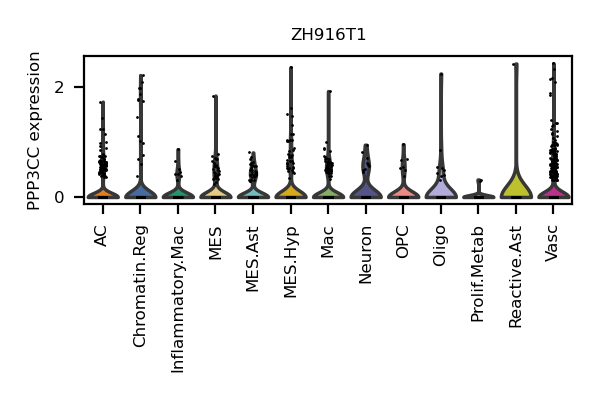 ZH916T1
PPP3CC expression
2
0
AC
Chromatin.Reg
Inflammatory.Mac
MES
MES.Ast
MES.Hyp
Mac
Neuron
OPC
Oligo
Prolif.Metab
Reactive.Ast
Vasc